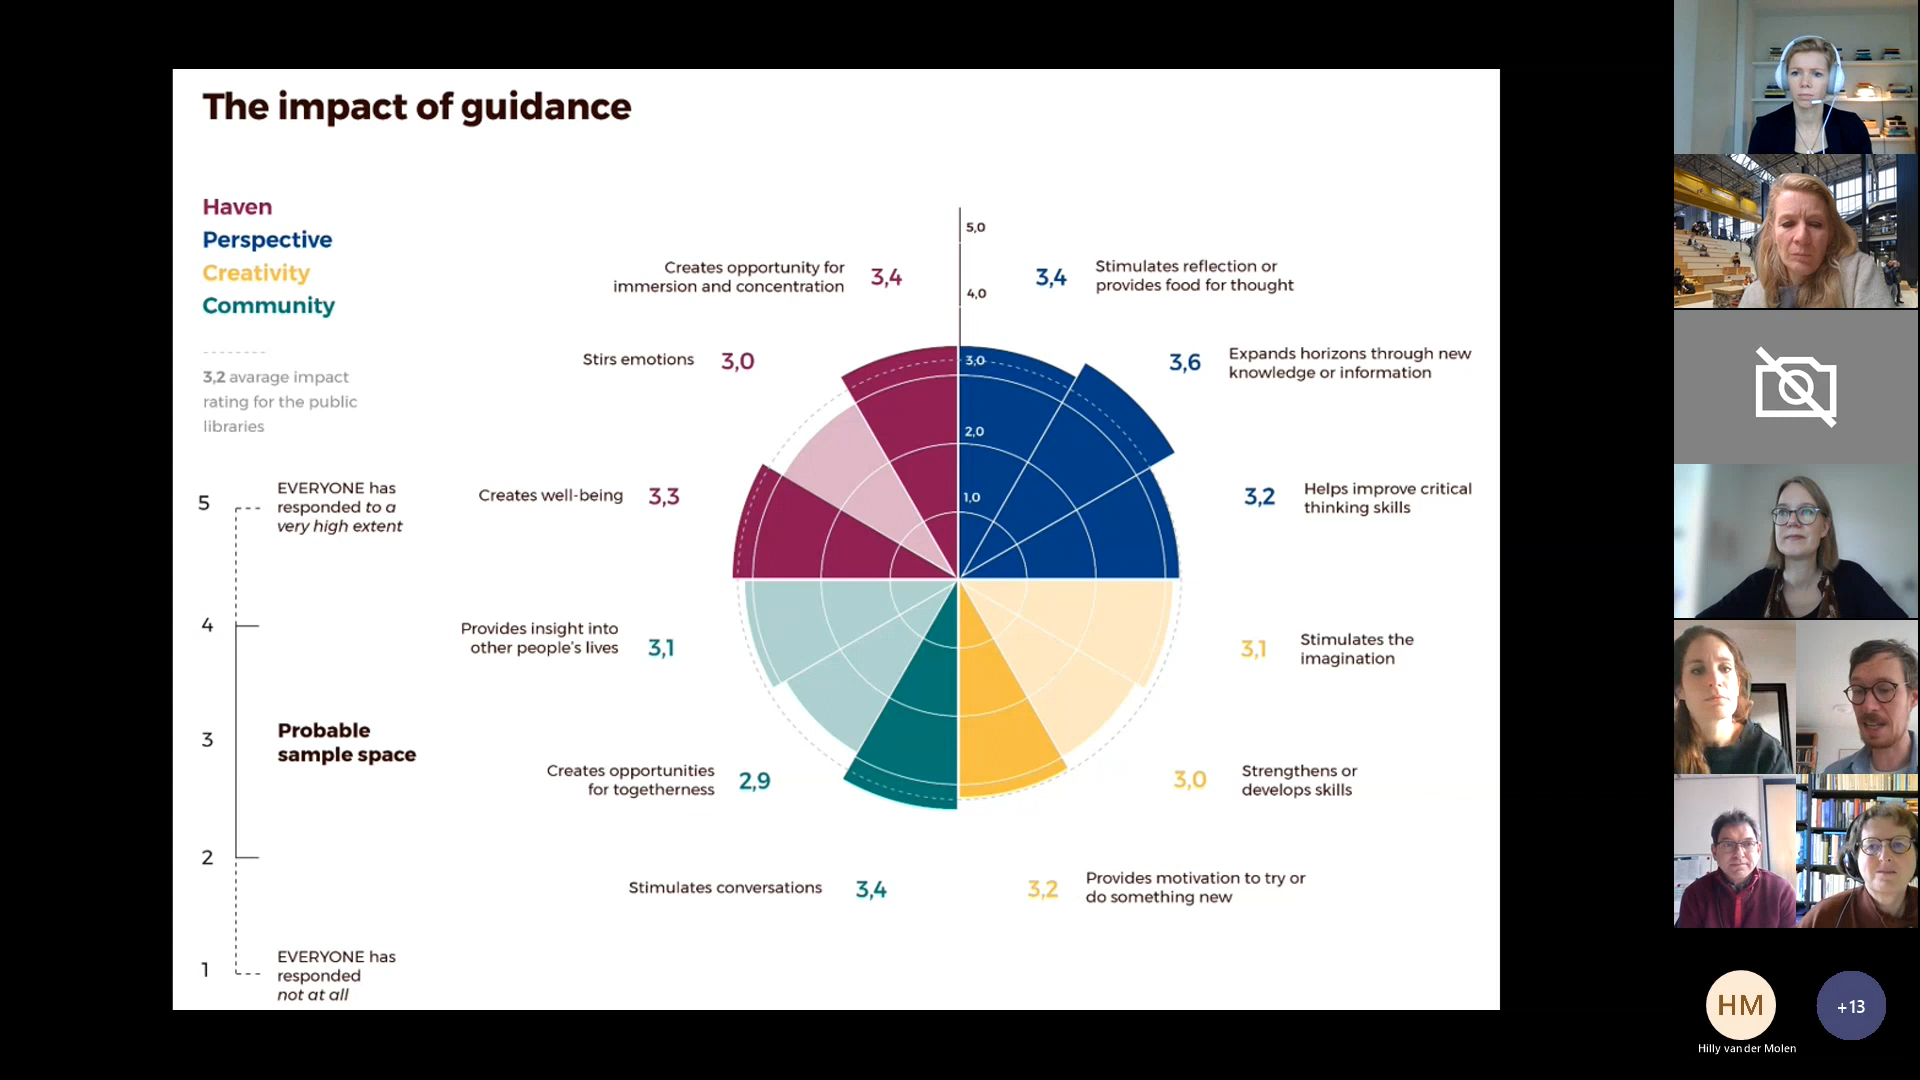 The impact of guidance
Haven
Perspective
Creativity
Community
3,2 avarage impact
rating for the public
libraries
5
EVERYONE has
responded to a
very high extent
4
3
Probable
sample space
2
1
EVERYONE has
responded
not at all
5,0
4,0
3,0
2,0
1,0
Creates opportunity for
immersion and concentration
3,4
3,4
Stimulates reflection or
provides food for thought
Stirs emotions
3,0
3,6
Expands horizons through new
knowledge or information
Creates well-being
3,3
3,2
Helps improve critical
thinking skills
Provides insight into
other people's lives
3,1
3,1
Stimulates the
imagination
Creates opportunities
for togetherness
2,9
3,0
Strengthens or
develops skills
Stimulates conversations
3,4
3,2
Provides motivation to try or
do something new
HM
+13
Hilly van der Molen